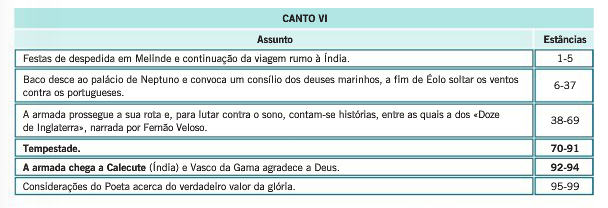 CANTO VI
Assunto Estâncias
Festas de despedida em Melinde e continuação da viagem rumo à Índia. 1-5
Baco desce ao palácio de Neptuno e convoca um consílio dos deuses marinhos, a fim de Éolo soltar os ventos
contra os portugueses. 6-37
A armada prossegue a sua rota e, para lutar contra o sono, contam-se histórias, entre as quais a dos «Doze
de Inglaterra», narrada por Fernão Veloso. 38-69
Tempestade. 70-91
A armada chega a Calecute (Índia) e Vasco da Gama agradece a Deus. 92-94
Considerações do Poeta acerca do verdadeiro valor da glória. 95-99